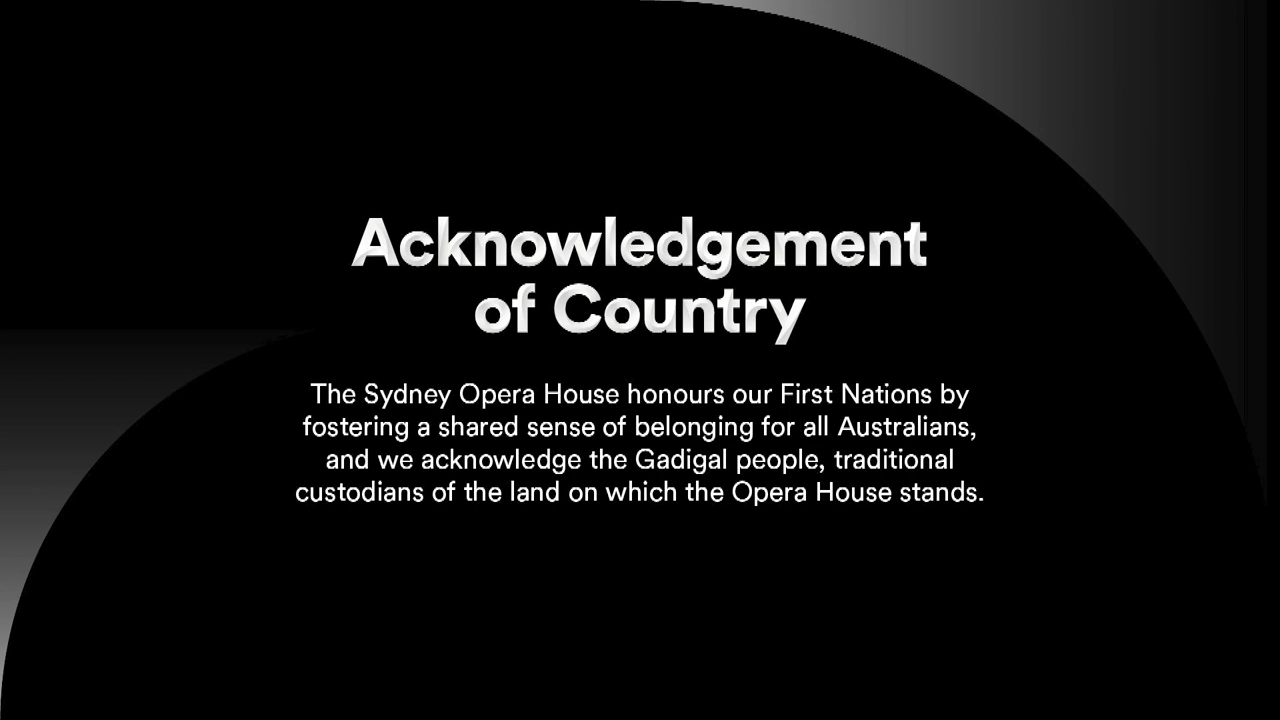 Acknowledgement
of Country
The Sydney Opera House honours our First Nations by
fostering a shared sense of belonging for all Australians,
and we acknowledge the Gadigal people, traditional
custodians of the land on which the Opera House stands.